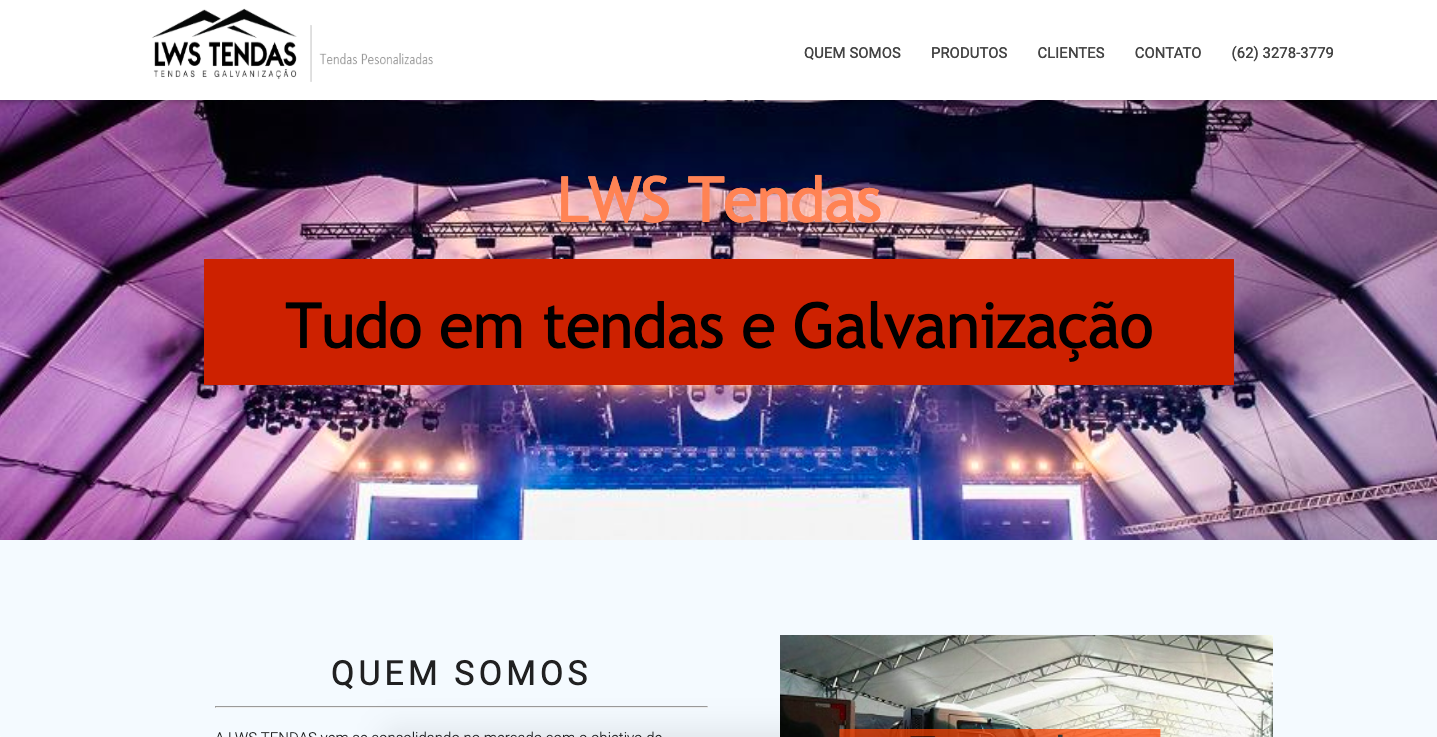 LWS TENDAS
TENDAS E GALVANIZAÇÃO
Tendas Pesonalizadas
QUEM SOMOS PRODUTOS CLIENTES CONTATO (62) 3278-3779
LWS Tendas
Tudo em tendas e Galvanização
QUEM SOMOS
A LWS TENDAS vem se consolidando no mercado com o objetivo de